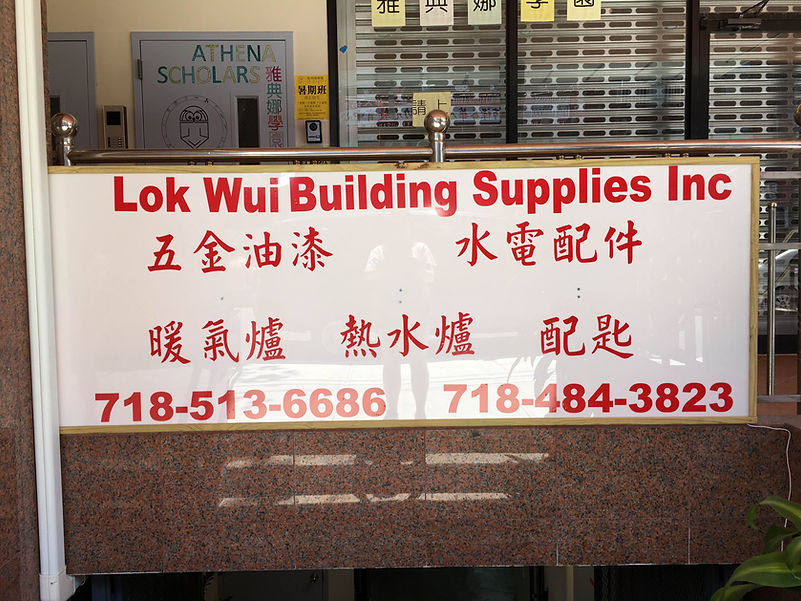 雅 典 娜 學 園
ATHENA
SCHOLARS
雅典娜學
暑期班
請上
Lok Wui Building Supplies Inc
五金油漆 水電配件
暖氣爐 熱水爐 配匙
718-513-6686 718-484-3823